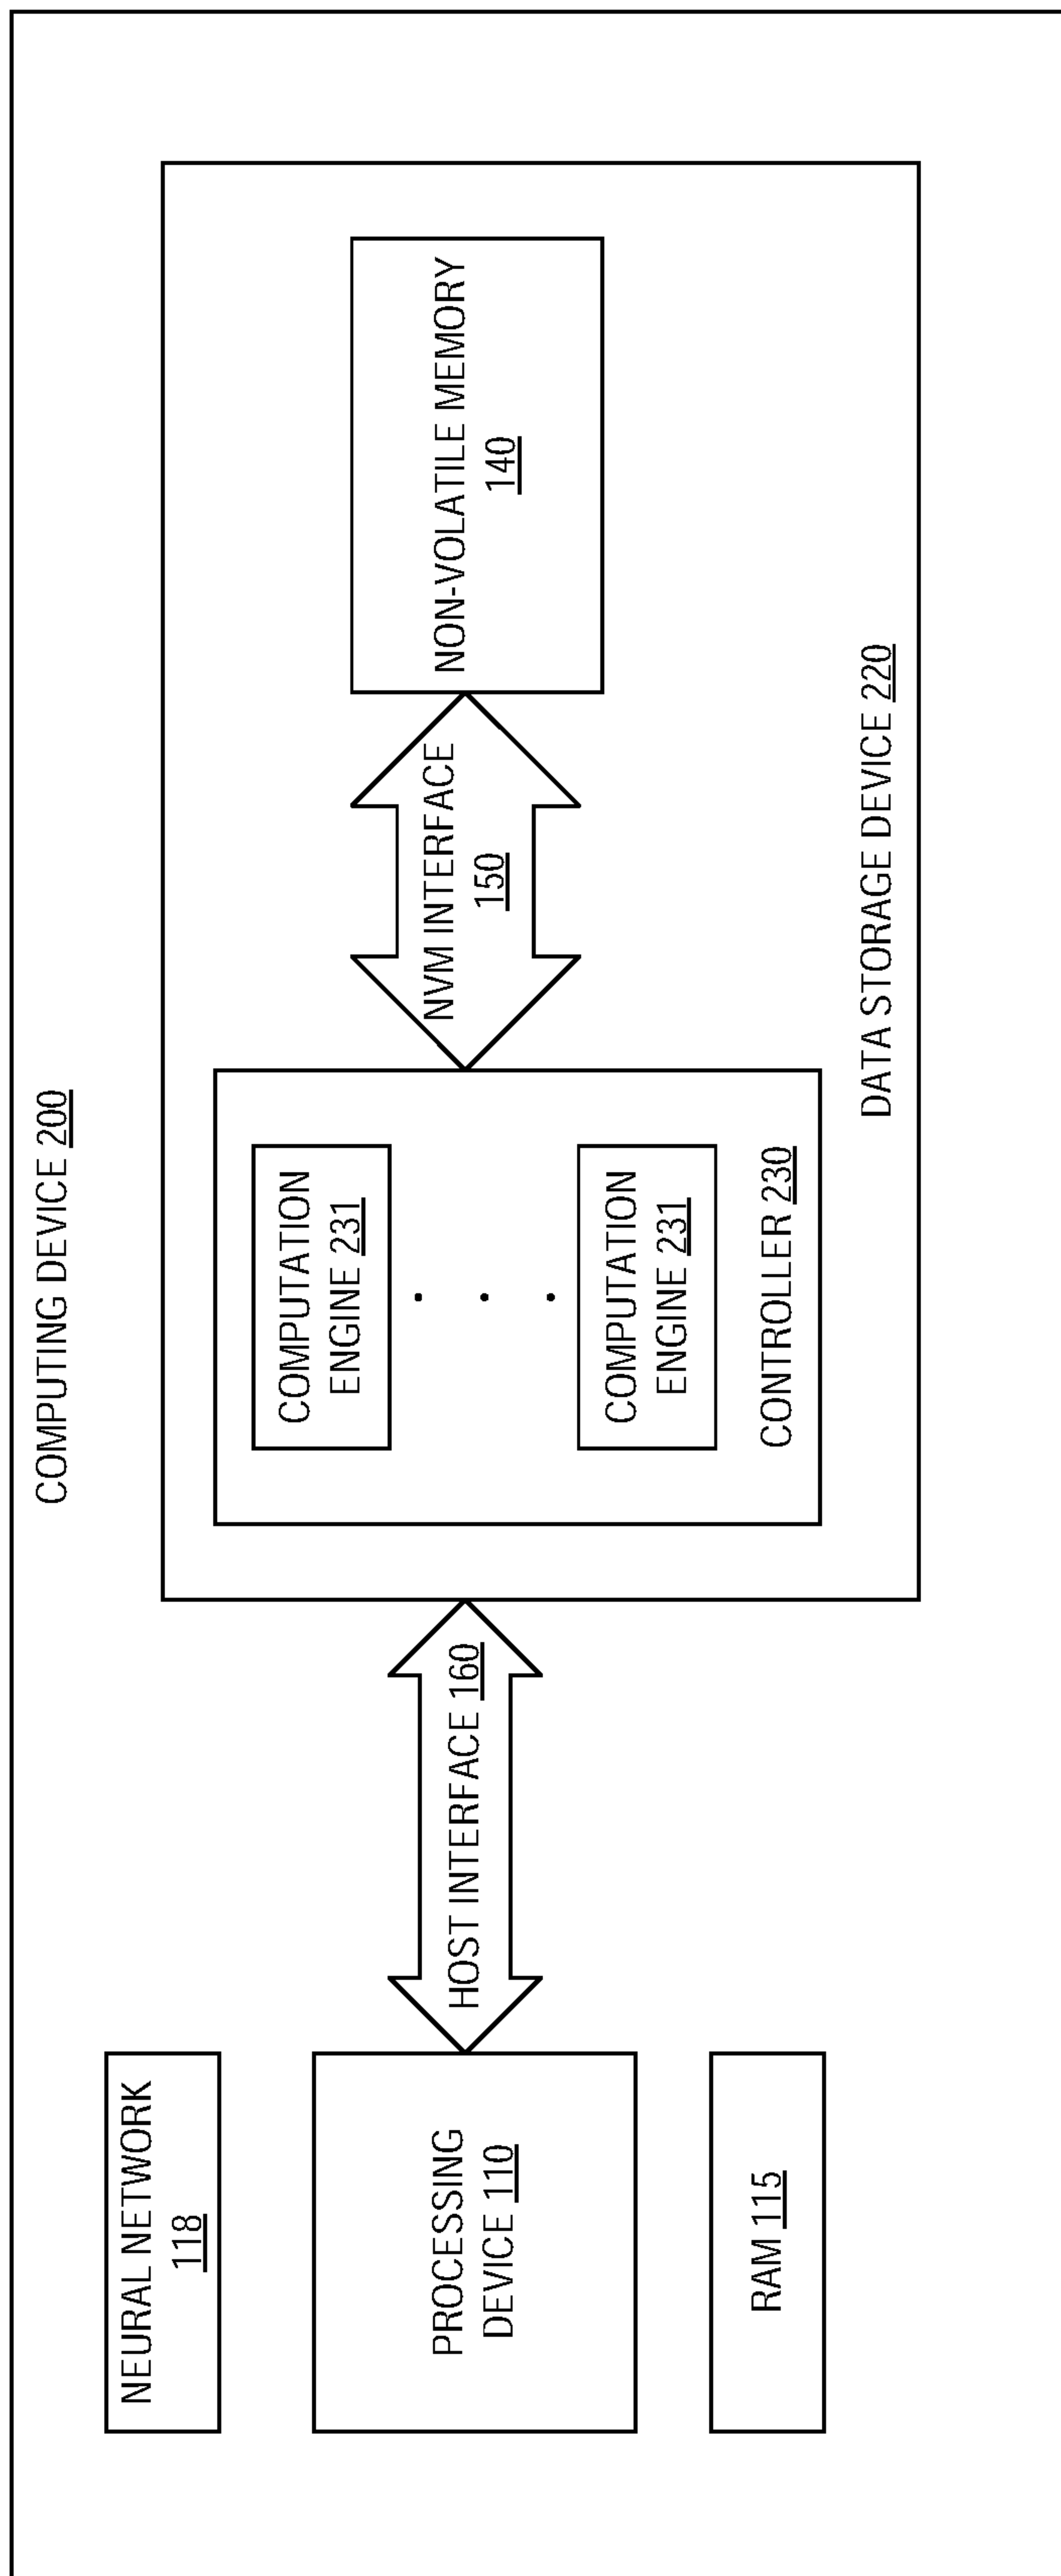 COMPUTING DEVICE 200
NEURAL NETWORK
118
PROCESSING
DEVICE 110
RAM 115
HOST INTERFACE 160
COMPUTATION
ENGINE 231
. . .
COMPUTATION
ENGINE 231
CONTROLLER 230
NVM INTERFACE
150
NON-VOLATILE MEMORY
140
DATA STORAGE DEVICE 220